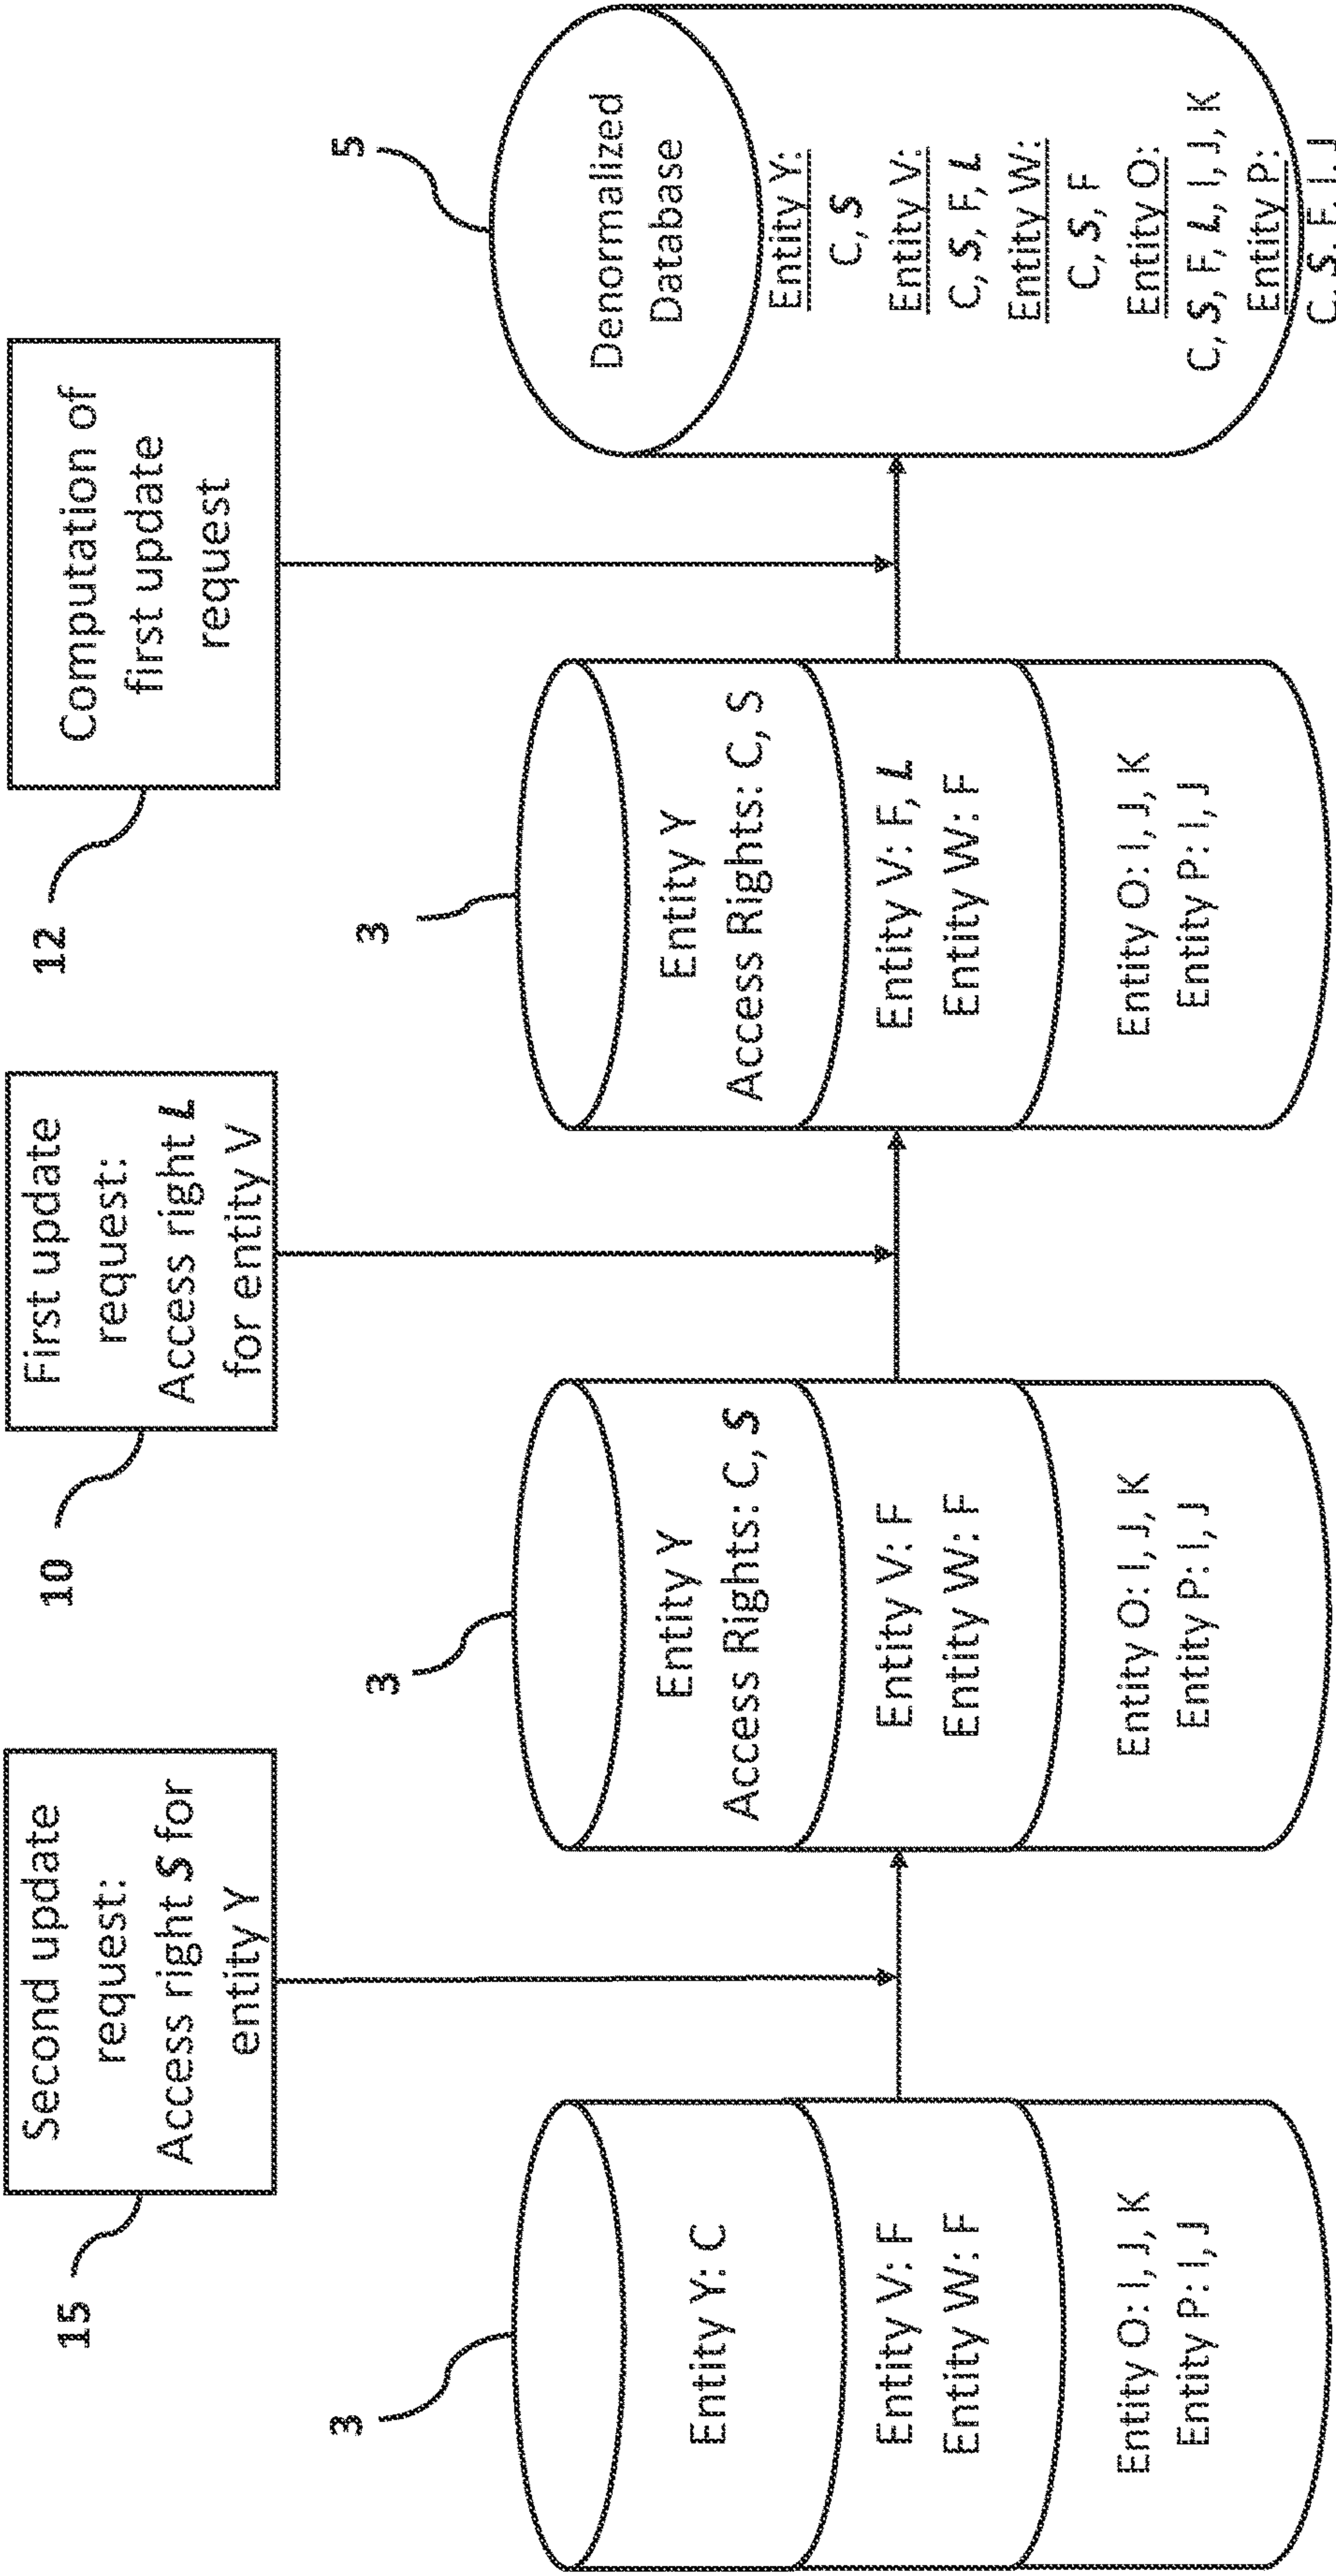 15
Second update
request:
Access right S for
entity Y
10
First update
request:
Access right L
for entity V
12
Computation of
first update
request
3
Entity Y: C
Entity V: F
Entity W: F
Entity O: I, J, K
Entity P: I, J
3
Entity Y
Access Rights: C, S
Entity V: F
Entity W: F
Entity O: I, J, K
Entity P: I, J
3
Entity Y
Access Rights: C, S
Entity V: F, L
Entity W: F
Entity O: I, J, K
Entity P: I, J
5
Denormalized
Database
Entity Y:
C, S
Entity V:
C, S, F, L
Entity W:
C, S, F
Entity O:
C, S, F, L, I, J, K
Entity P:
C, S, F, I, J